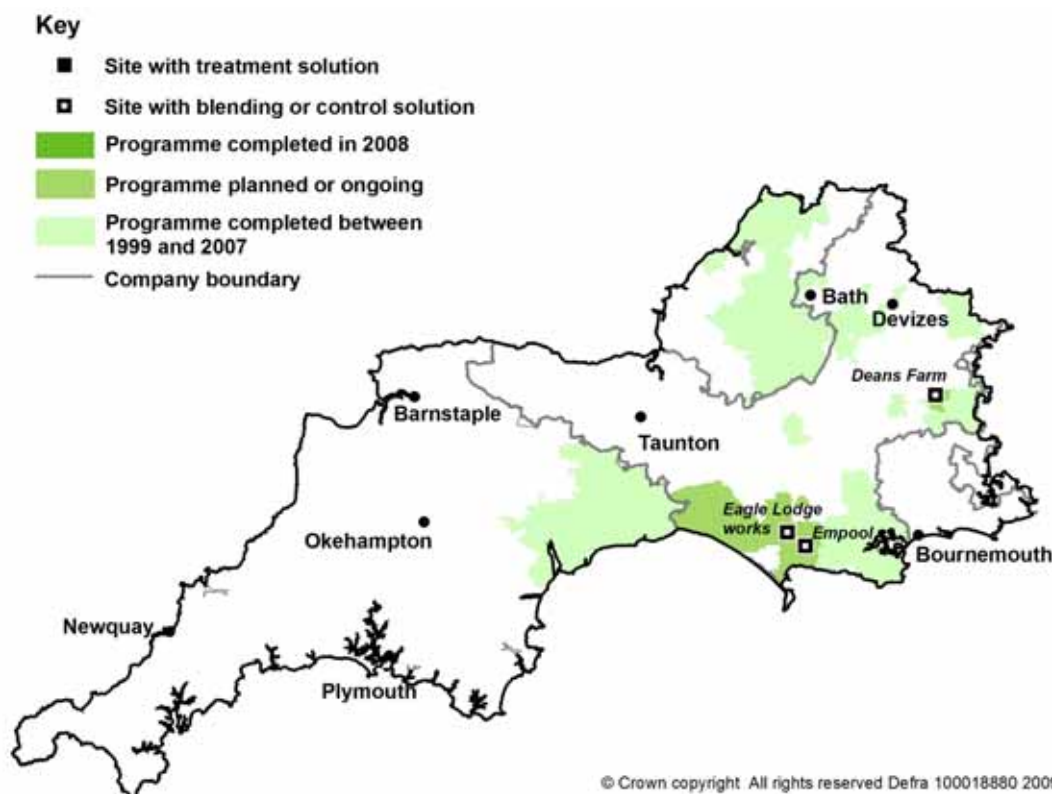 Key
Site with treatment solution
Site with blending or control solution
Programme completed in 2008
Programme planned or ongoing
Programme completed between
1999 and 2007
Company boundary
Bath
Devizes
Deans Farm
Barnstaple
Taunton
Eagle Lodge
works
Empool
Okehampton
Bournemouth
Newquay
Plymouth
© Crown copyright All rights reserved Defra 100018880 2009